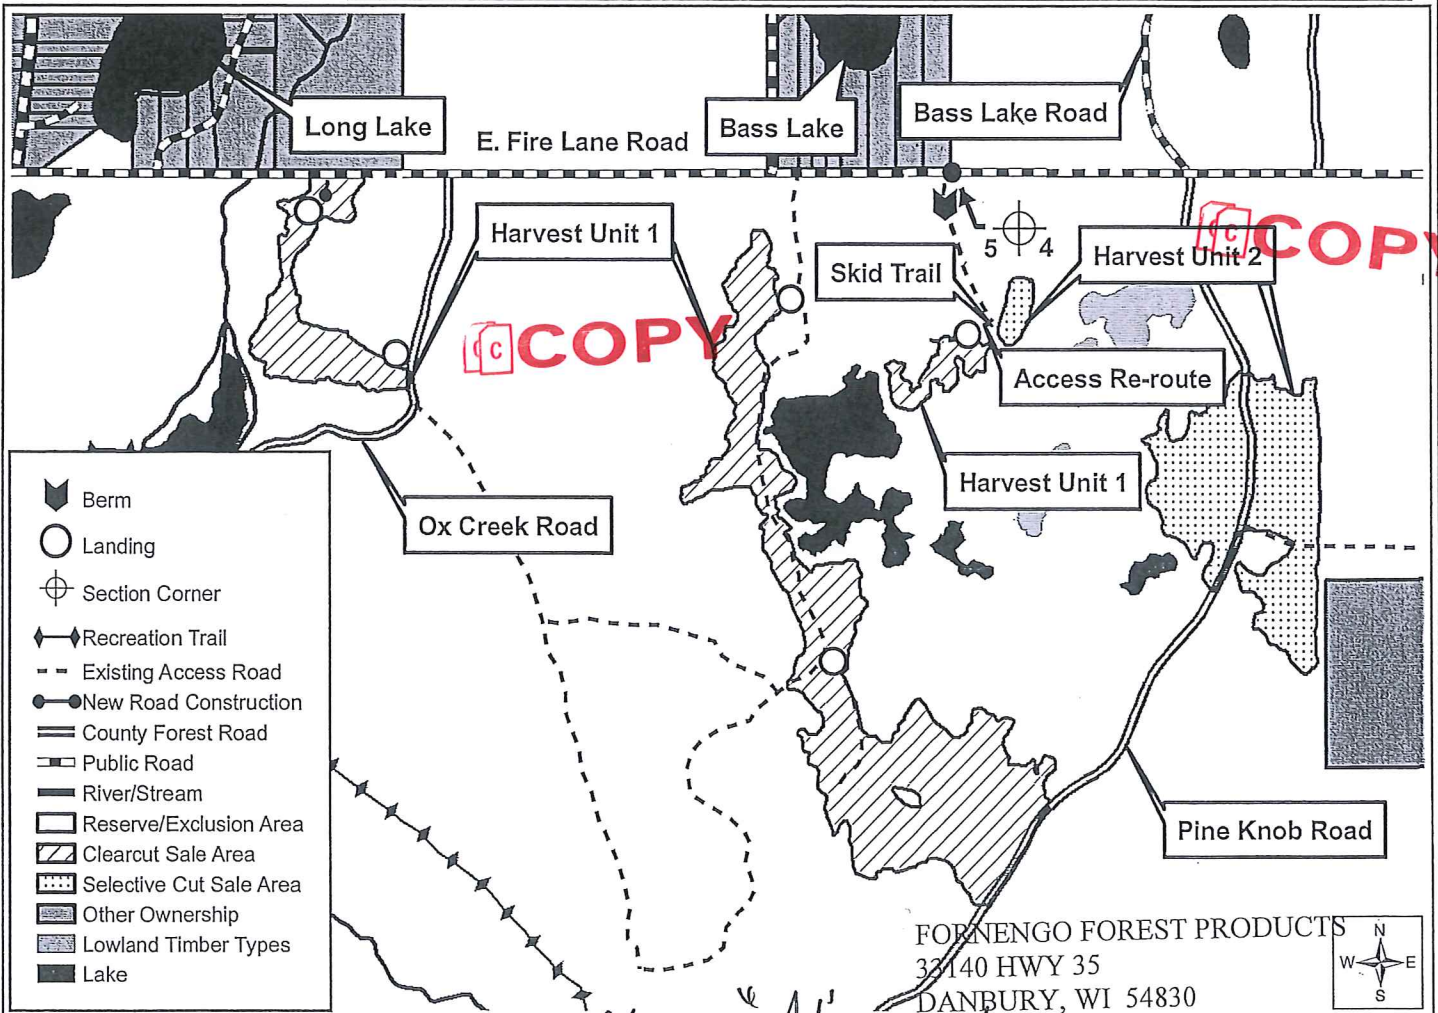 Long Lake
E. Fire Lane Road
Bass Lake
Bass Lake Road
Harvest Unit 1
5 4
Skid Trail
Harvest Unit 2
C COPY
C COPY
Access Re-route
Harvest Unit 1
Ox Creek Road
Pine Knob Road
Berm
Landing
Section Corner
Recreation Trail
Existing Access Road
New Road Construction
County Forest Road
Public Road
River/Stream
Reserve/Exclusion Area
Clearcut Sale Area
Selective Cut Sale Area
Other Ownership
Lowland Timber Types
Lake
FORNENGO FOREST PRODUCTS
33140 HWY 35
DANBURY, WI 54830
N
W E
S